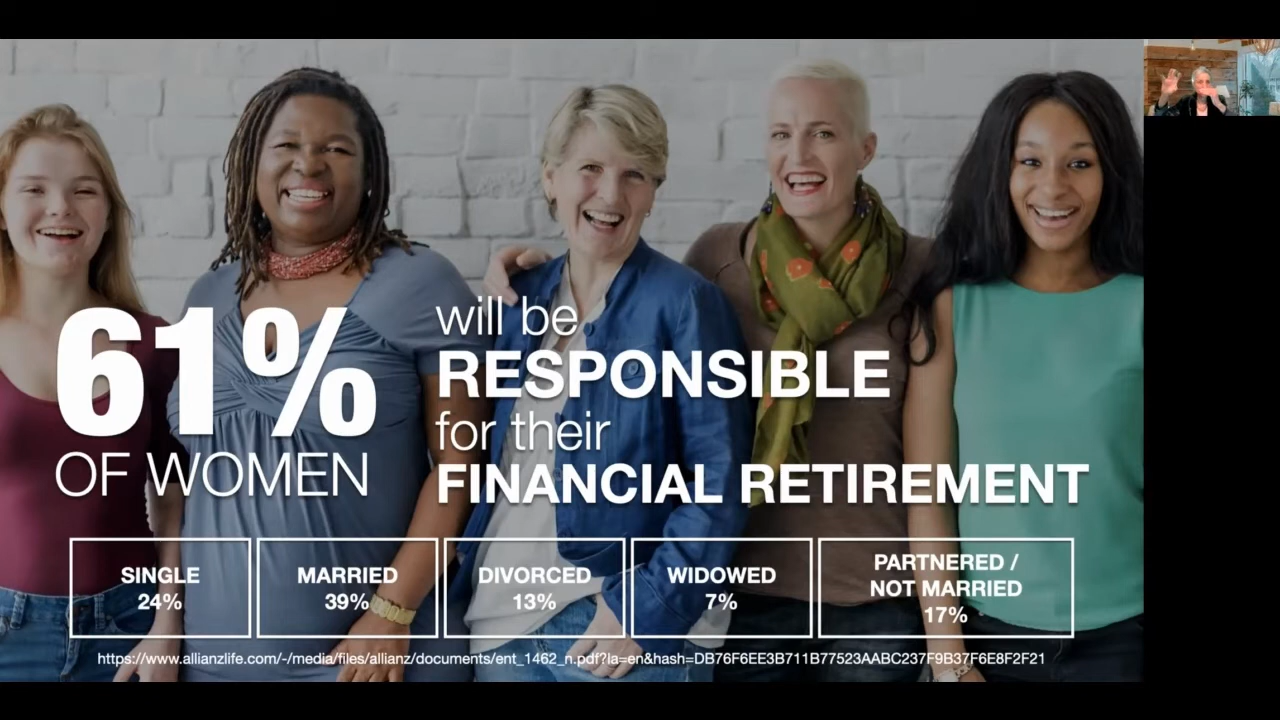 61%
OF WOMEN
will be
RESPONSIBLE
for their
FINANCIAL RETIREMENT
SINGLE
24%
MARRIED
39%
DIVORCED
13%
WIDOWED
7%
PARTNERED /
NOT MARRIED
17%
https://www.allianzlife.com/-/media/files/allianz/documents/ent_1462_n.pdf?la=en&hash=DB76F6EE3B711B77523AABC237F9B37F6E8F2F21